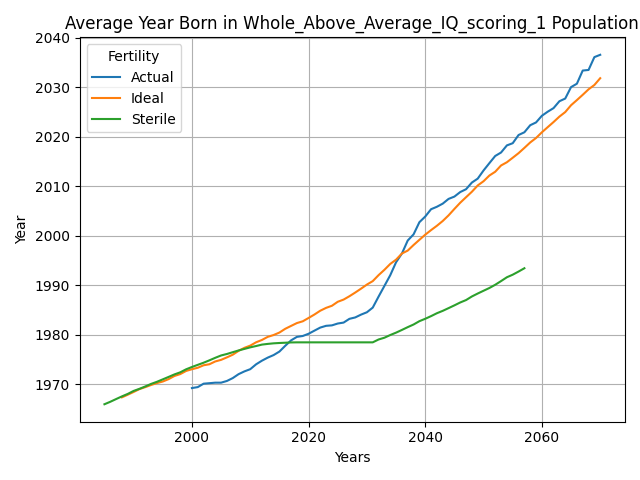 Average Year Born in Whole_Above_Average_IQ_scoring_1 Population
2040
2030
2020
2010
2000
1990
1980
1970
Year
Fertility
Actual
Ideal
Sterile
2000
2020
2040
2060
Years